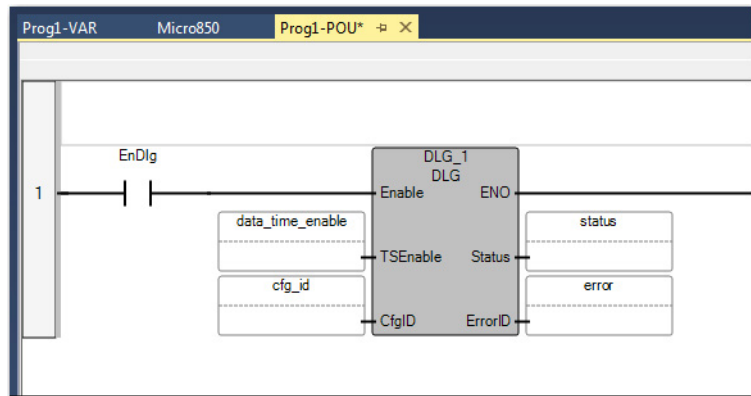 Prog1-VAR
Micro850
Prog1-POU*
EnDlg
1
DLG_1
DLG
Enable
ENO
data_time_enable
status
TSEnable
Status
cfg_id
error
CfgID
ErrorID